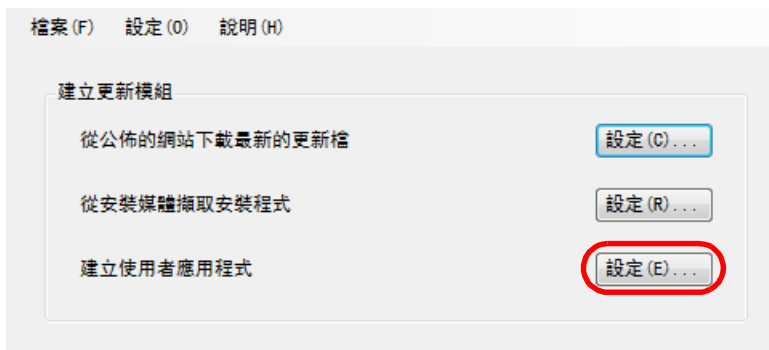 檔案(F) 設定(O) 說明(H)
建立更新模組
從公佈的網站下載最新的更新檔 設定(C)...
從安裝媒體擷取安裝程式 設定(R)...
建立使用者應用程式 設定(E)...